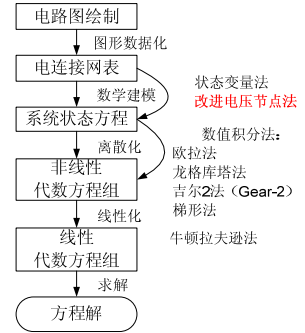 电路图绘制
图形数据化
电连接网表
数学建模
状态变量法
改进电压节点法
系统状态方程
离散化
数值积分法：
欧拉法
龙格库塔法
吉尔2法（Gear-2）
梯形法
非线性
代数方程组
线性化
牛顿拉夫逊法
线性
代数方程组
求解
方程解